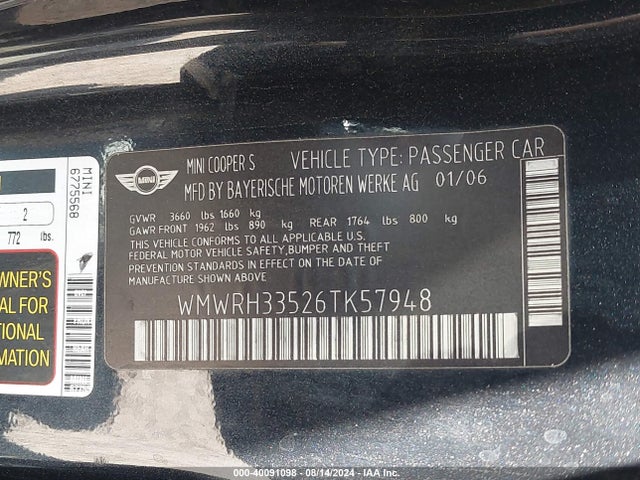 MINI
6775568
2
772 lbs.
WNER'S
AL FOR
TIONAL
RMATION
MINI
MINI COOPER S VEHICLE TYPE: PASSENGER CAR
MFD BY BAYERISCHE MOTOREN WERKE AG 01/06
GVWR 3660 lbs 1660 kg
GAWR FRONT 1962 lbs 890 kg REAR 1764 lbs 800 kg
THIS VEHICLE CONFORMS TO ALL APPLICABLE U.S.
FEDERAL MOTOR VEHICLE SAFETY,BUMPER AND THEFT
PREVENTION STANDARDS IN EFFECT ON THE DATE OF
MANUFACTURE SHOWN ABOVE
WMWRH33526TK57948
000-40091098 - 08/14/2024 - IAA Inc.